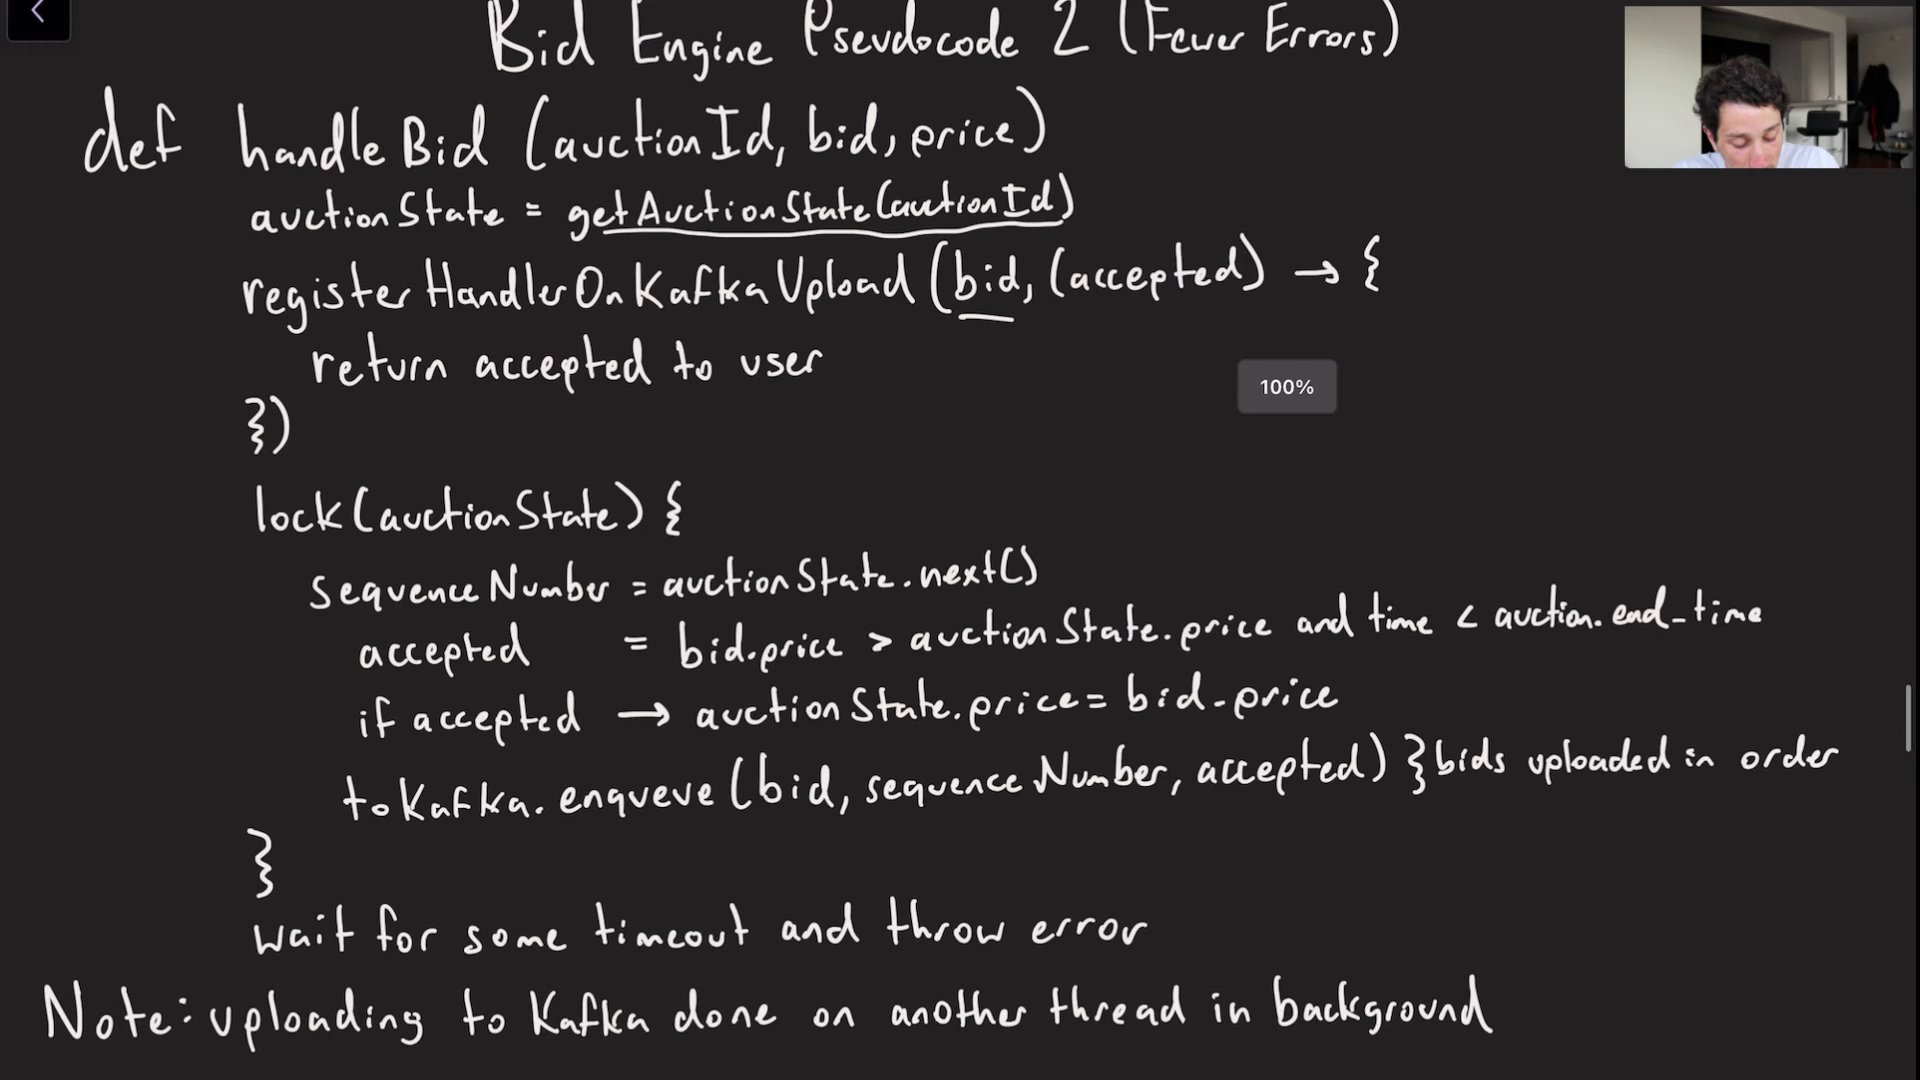 Bid Engine Pseudocode 2 (Fewer Errors)
def handleBid (auctionId, bid, price)
auctionState = getAuctionState(auctionId)
registerHandlerOnKafkaUpload (bid, (accepted) → {
return accepted to user
})
100%
lock(auctionState) {
sequenceNumber = auctionState.next()
accepted = bid.price > auctionState.price and time < auction.end_time
if accepted → auctionState.price = bid-price
toKafka.enqueue (bid, sequenceNumber, accepted) } bids uploaded in order
}
wait for some timeout and throw error
Note: uploading to Kafka done on another thread in background